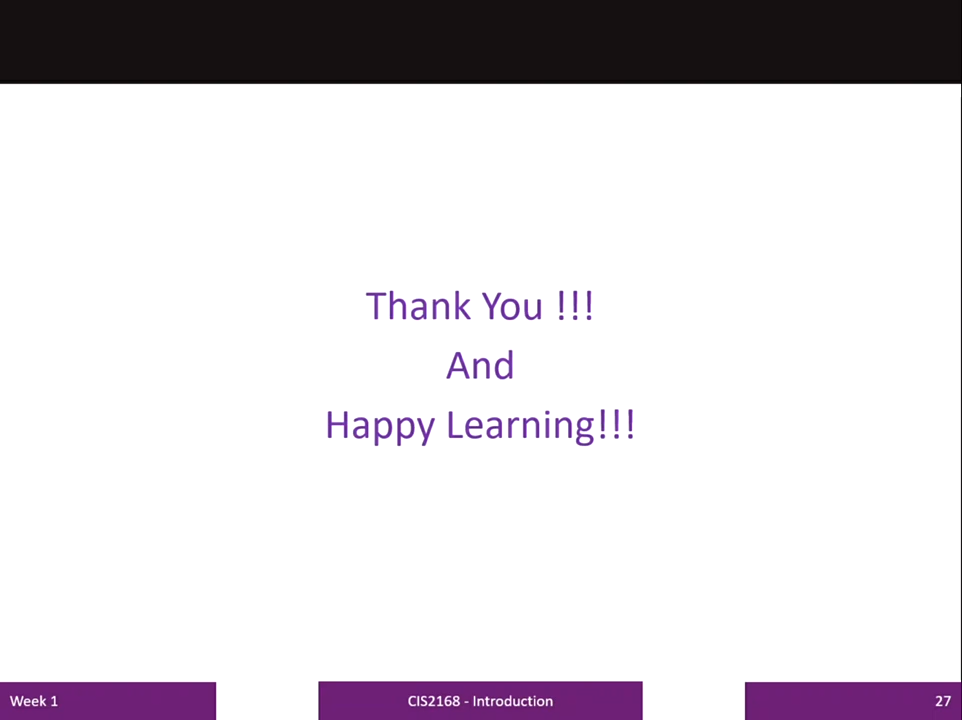 Thank You !!!
And
Happy Learning!!!
Week 1
CIS2168 - Introduction
27